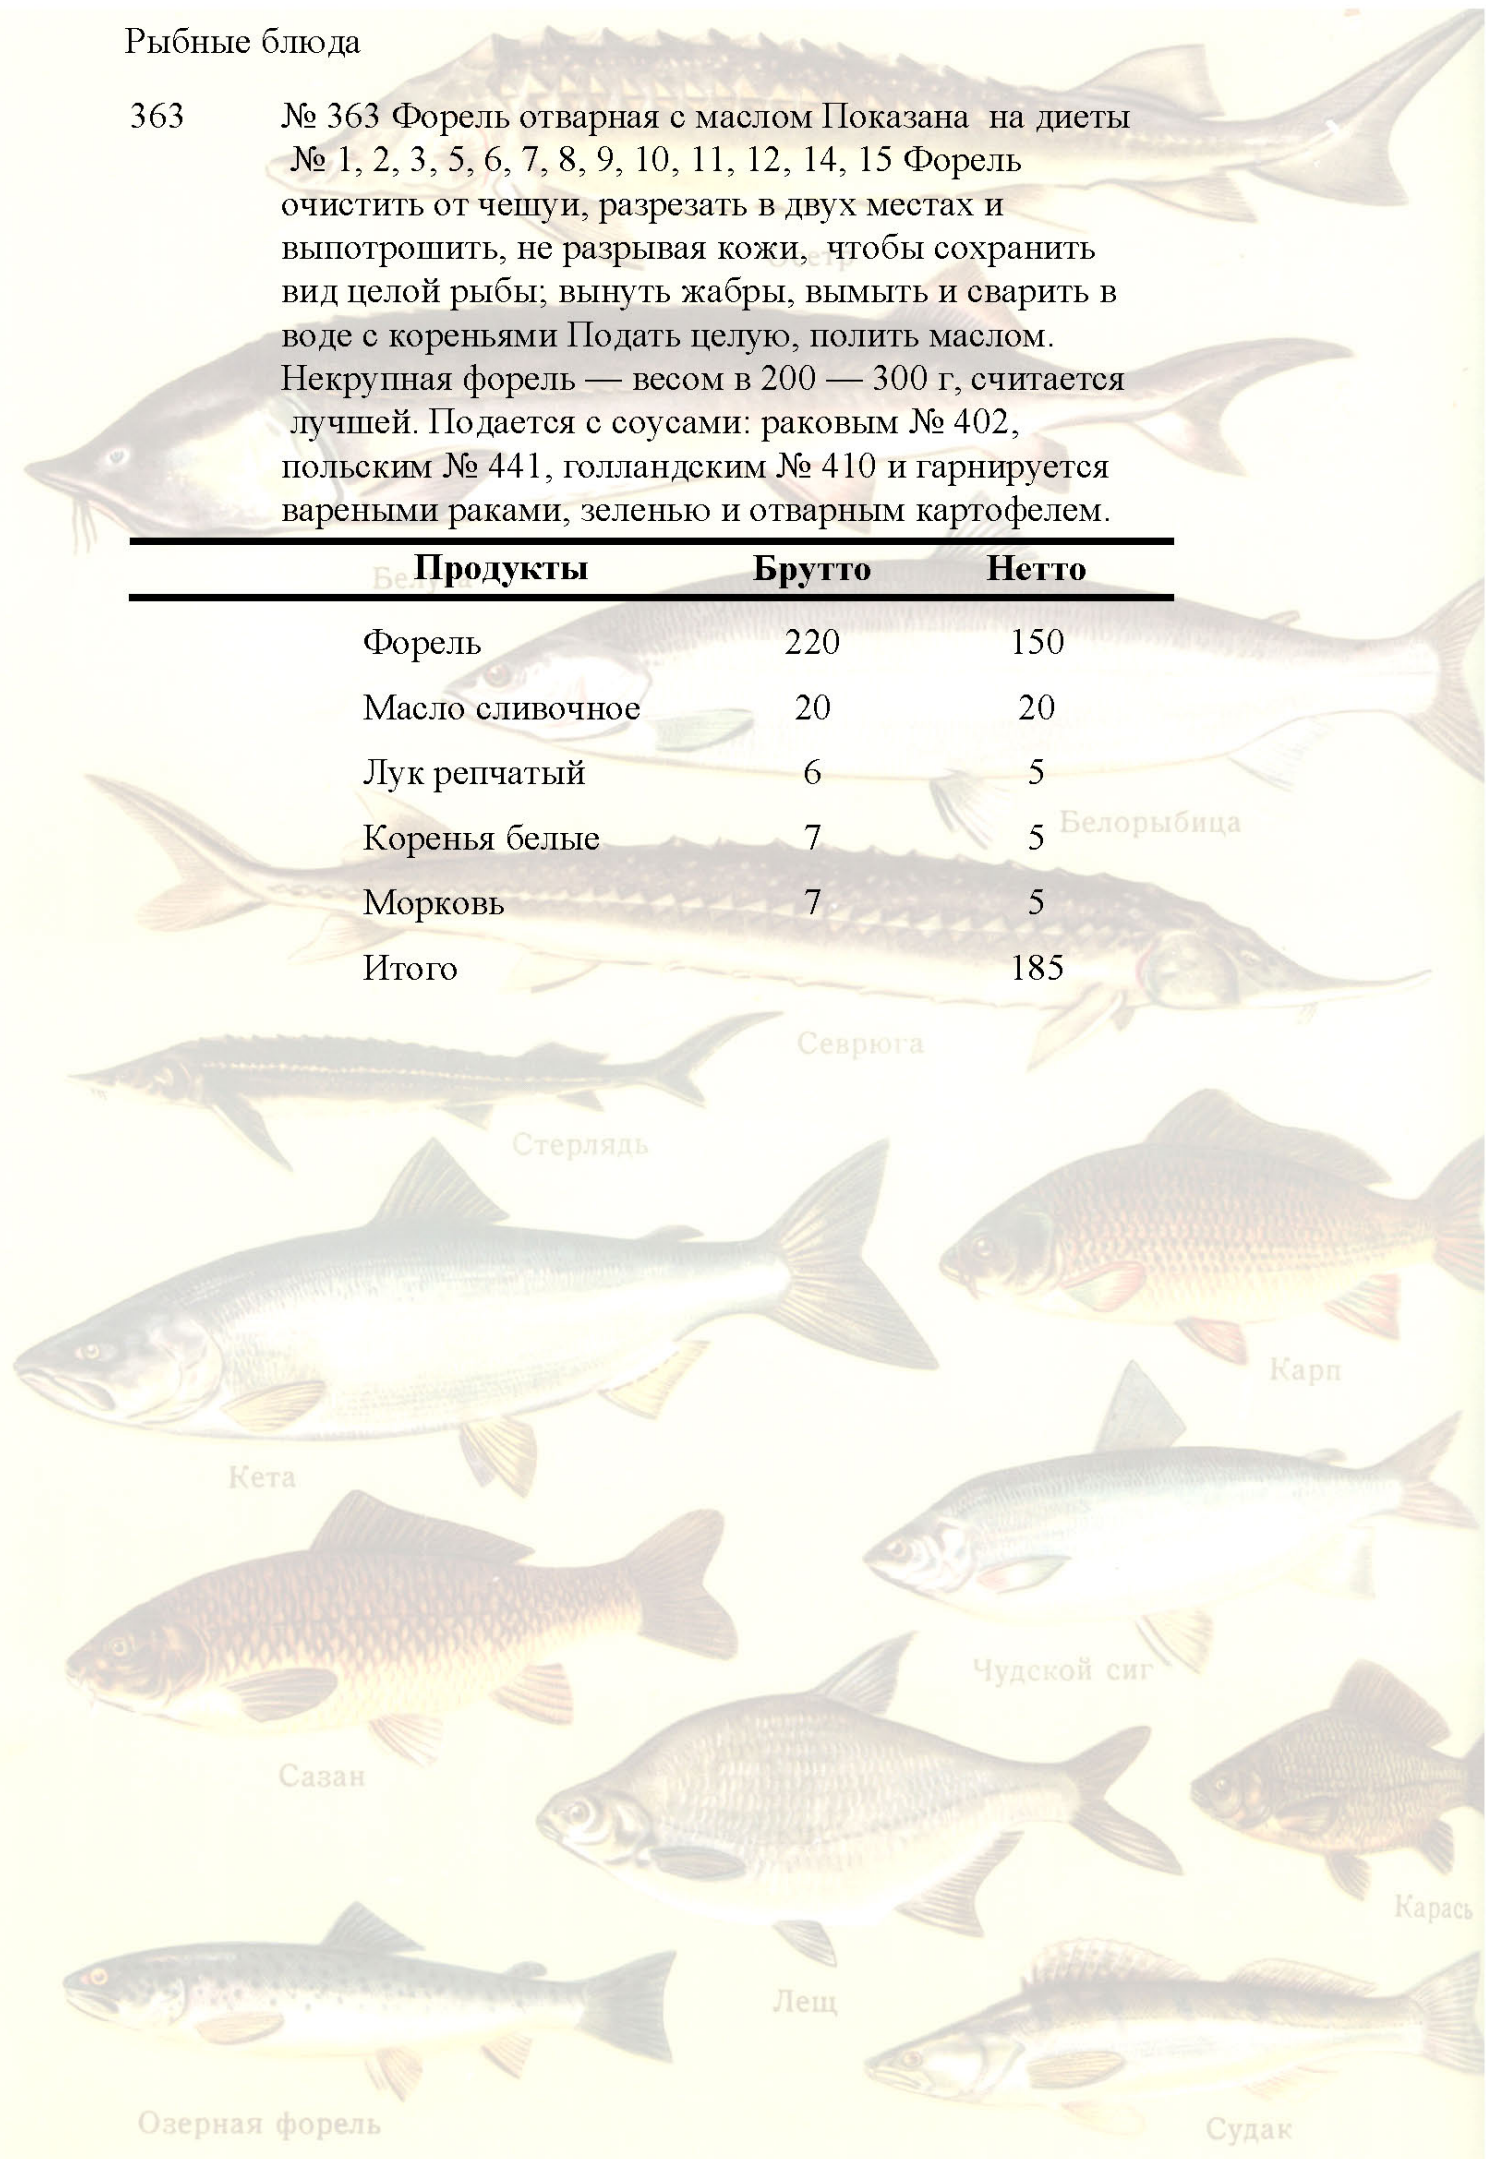 Рыбные блюда
363 № 363 Форель отварная с маслом Показана на диеты
№ 1, 2, 3, 5, 6, 7, 8, 9, 10, 11, 12, 14, 15 Форель
очистить от чешуи, разрезать в двух местах и
выпотрошить, не разрывая кожи, чтобы сохранить
вид целой рыбы; вынуть жабры, вымыть и сварить в
воде с кореньями Подать целую, полить маслом.
Некрупная форель — весом в 200 — 300 г, считается
лучшей. Подается с соусами: раковым № 402,
польским № 441, голландским № 410 и гарнируется
вареными раками, зеленью и отварным картофелем.
Продукты Брутто Нетто
Форель 220 150
Масло сливочное 20 20
Лук репчатый 6 5
Коренья белые 7 5
Морковь 7 5
Итого 185
Осетр
Белуга
Белорыбица
Севрюга
Стерлядь
Карп
Кета
Чудской сиг
Сазан
Карась
Лещ
Озерная форель
Судак